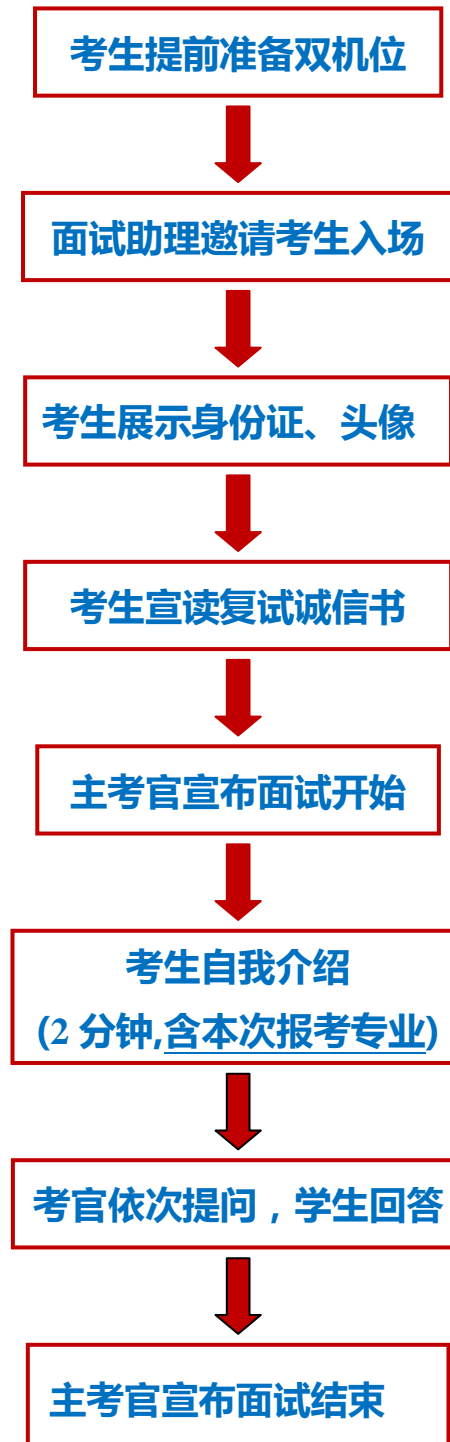 考生提前准备双机位
面试助理邀请考生入场
考生展示身份证、头像
考生宣读复试诚信书
主考官宣布面试开始
考生自我介绍
(2 分钟,含本次报考专业)
考官依次提问，学生回答
主考官宣布面试结束